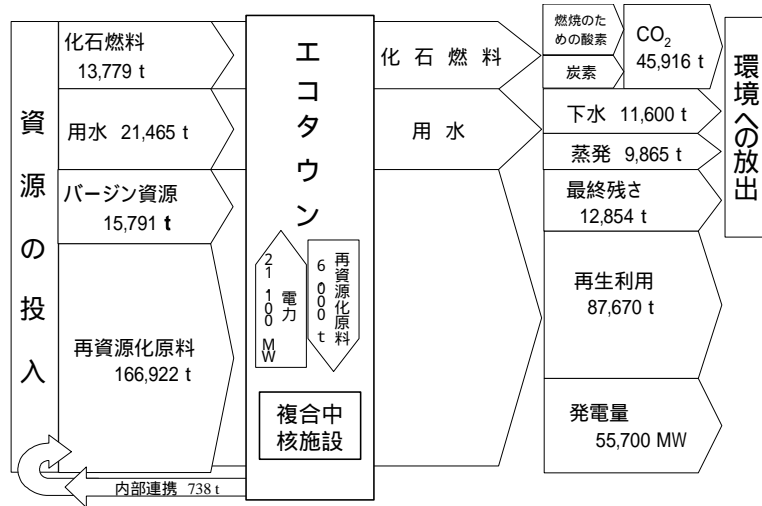 資源の投入
化石燃料
13,779 t
用水 21,465 t
バージン資源
15,791 t
再資源化原料
166,922 t
内部連携 738 t
エコタウン
21,100 MW
電力
再資源化原料
6,000 t
複合中
核施設
化石燃料
用水
燃焼のた
めの酸素
炭素
CO2
45,916 t
下水 11,600 t
蒸発 9,865 t
最終残さ
12,854 t
再生利用
87,670 t
発電量
55,700 MW
環境への放出